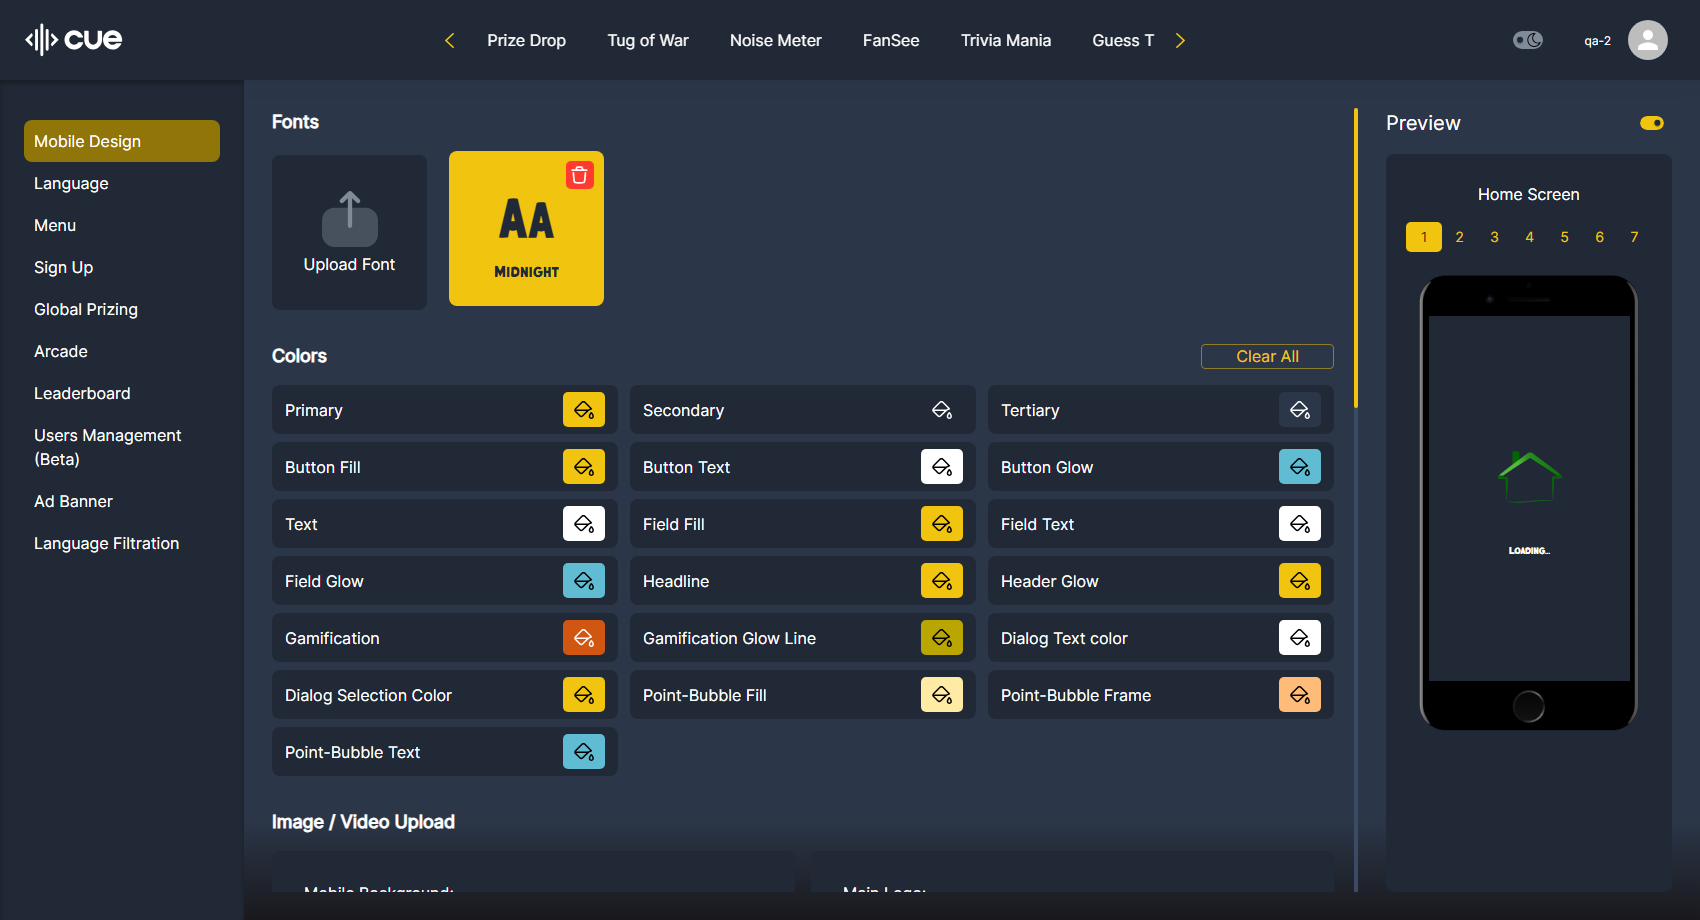 cue
Prize Drop
Tug of War
Noise Meter
FanSee
Trivia Mania
Guess T
qa-2
Mobile Design
Language
Menu
Sign Up
Global Prizing
Arcade
Leaderboard
Users Management
(Beta)
Ad Banner
Language Filtration
Fonts
Upload Font
AA
MIDNIGHT
Colors
Clear All
Primary
Secondary
Tertiary
Button Fill
Button Text
Button Glow
Text
Field Fill
Field Text
Field Glow
Headline
Header Glow
Gamification
Gamification Glow Line
Dialog Text color
Dialog Selection Color
Point-Bubble Fill
Point-Bubble Frame
Point-Bubble Text
Image / Video Upload
Mobile Background:
Main Logo:
Preview
Home Screen
1 2 3 4 5 6 7
LOADING...